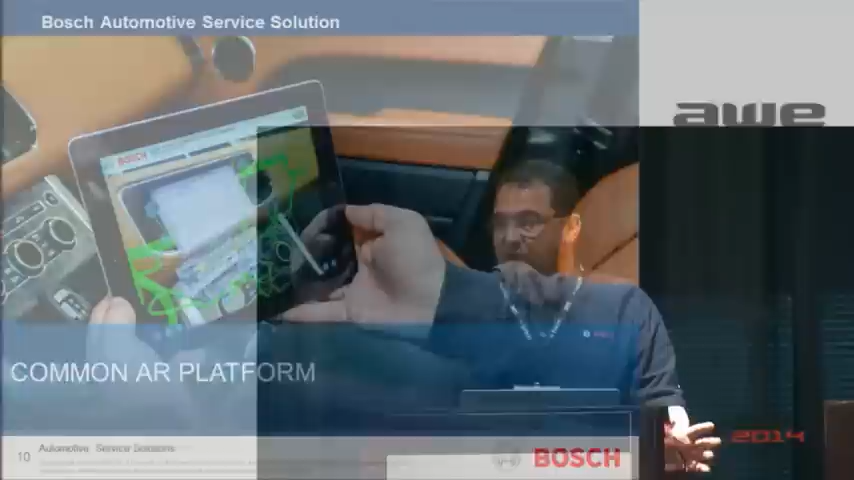 Bosch Automotive Service Solution
awe
BOSCH
COMMON AR PLATFORM
2014
10
Automotive Service Solutions
BOSCH